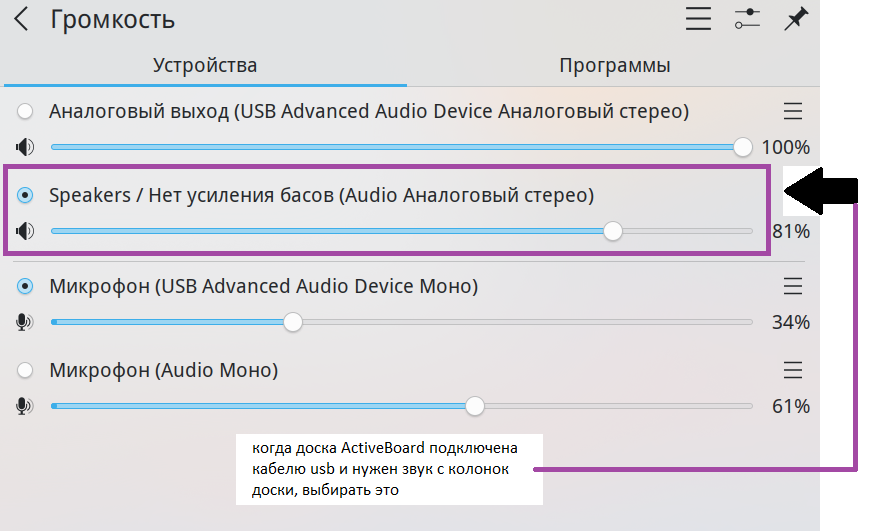 Громкость
Устройства
Программы
Аналоговый выход (USB Advanced Audio Device Аналоговый стерео)
100%
Speakers / Нет усиления басов (Audio Аналоговый стерео)
81%
Микрофон (USB Advanced Audio Device Моно)
34%
Микрофон (Audio Моно)
61%
когда доска ActiveBoard подключена
кабелю usb и нужен звук с колонок
доски, выбирать это